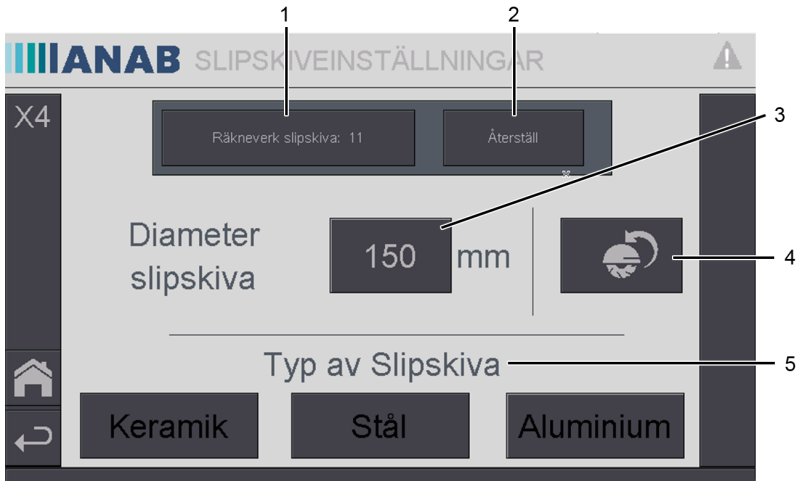 1
2
ANAB SLIPSKIVEINSTÄLLNINGAR
X4
Räkneverk slipskiva: 11
Återställ
3
Diameter
slipskiva
150 mm
4
Typ av Slipskiva
5
Keramik
Stål
Aluminium